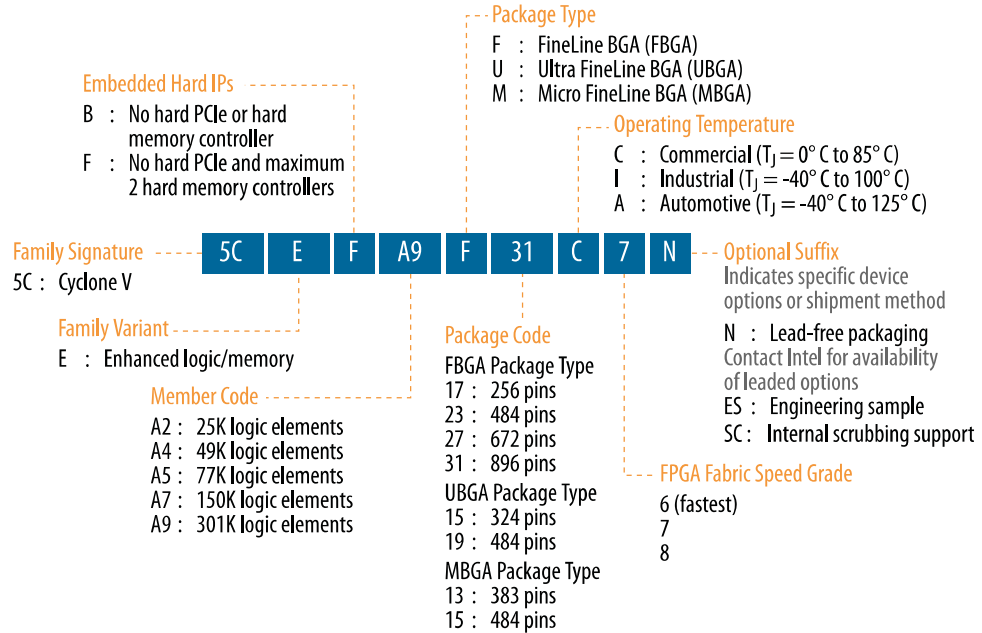 Package Type
F : FineLine BGA (FBGA)
U : Ultra FineLine BGA (UBGA)
M : Micro FineLine BGA (MBGA)
Embedded Hard IPs
B : No hard PCIe or hard
memory controller
F : No hard PCIe and maximum
2 hard memory controllers
Operating Temperature
C : Commercial (TJ = 0° C to 85° C)
I : Industrial (TJ = -40° C to 100° C)
A : Automotive (TJ = -40° C to 125° C)
Family Signature
5C : Cyclone V
5C E F A9 F 31 C 7 N
Optional Suffix
Indicates specific device
options or shipment method
N : Lead-free packaging
Contact Intel for availability
of leaded options
ES : Engineering sample
SC : Internal scrubbing support
Family Variant
E : Enhanced logic/memory
Member Code
A2 : 25K logic elements
A4 : 49K logic elements
A5 : 77K logic elements
A7 : 150K logic elements
A9 : 301K logic elements
Package Code
FBGA Package Type
17 : 256 pins
23 : 484 pins
27 : 672 pins
31 : 896 pins
UBGA Package Type
15 : 324 pins
19 : 484 pins
MBGA Package Type
13 : 383 pins
15 : 484 pins
FPGA Fabric Speed Grade
6 (fastest)
7
8